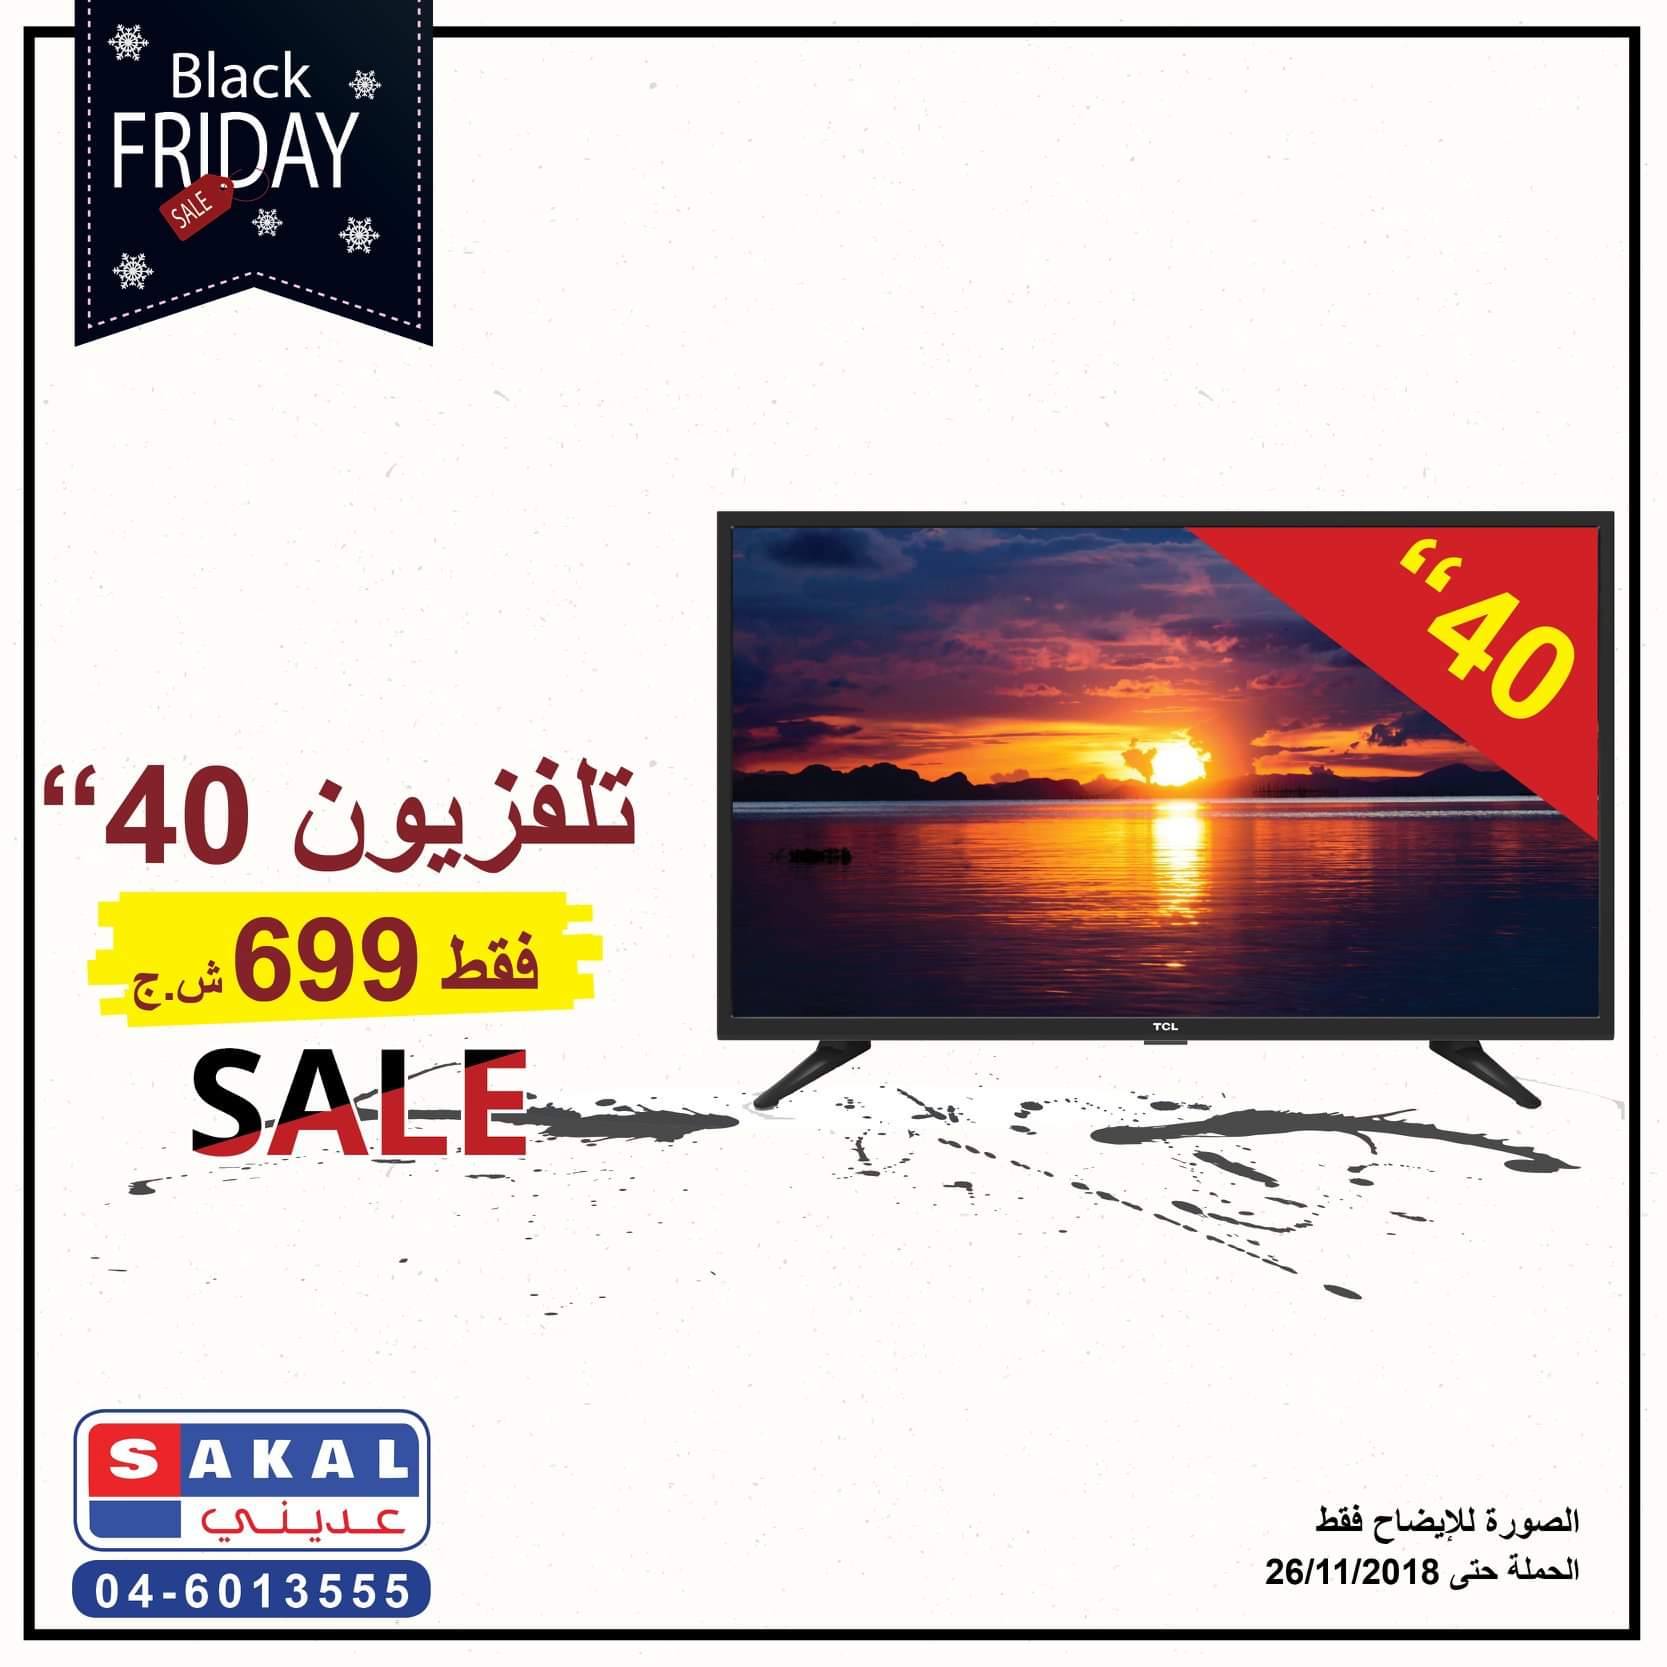 Black
FRIDAY
SALE
“40
تلفزيون 40“
فقط 699 ش.ج
SALE
TCL
SAKAL
عديني
04-6013555
الصورة للإيضاح فقط
الحملة حتى 26/11/2018